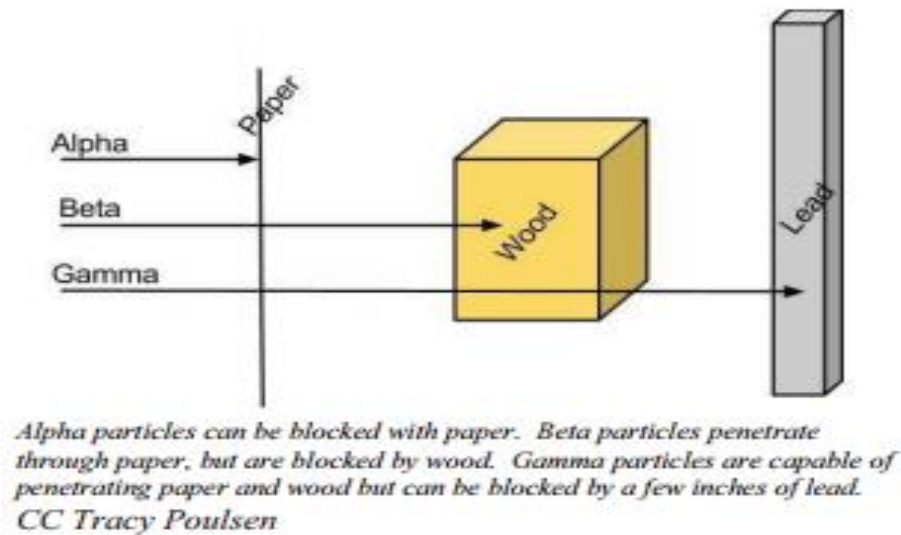 Paper
Alpha
Beta
Wood
Lead
Gamma
Alpha particles can be blocked with paper. Beta particles penetrate
through paper, but are blocked by wood. Gamma particles are capable of
penetrating paper and wood but can be blocked by a few inches of lead.
CC Tracy Poulsen